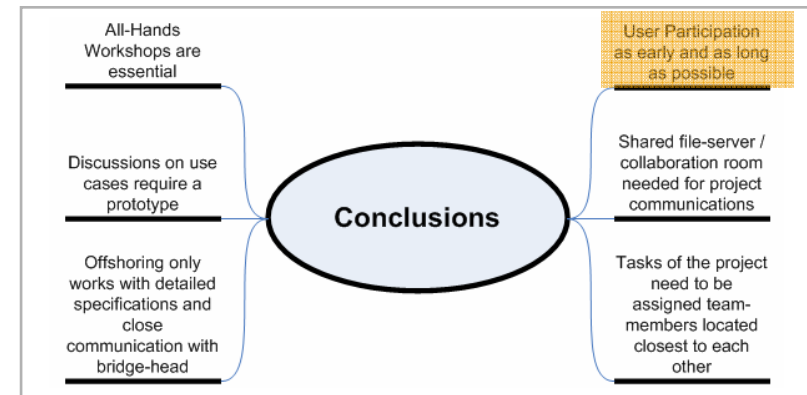 All-Hands
Workshops are
essential
Discussions on use
cases require a
prototype
Offshoring only
works with detailed
specifications and
close
communication with
bridge-head
Conclusions
User Participation
as early and as long
as possible
Shared file-server /
collaboration room
needed for project
communications
Tasks of the project
need to be
assigned team-
members located
closest to each
other